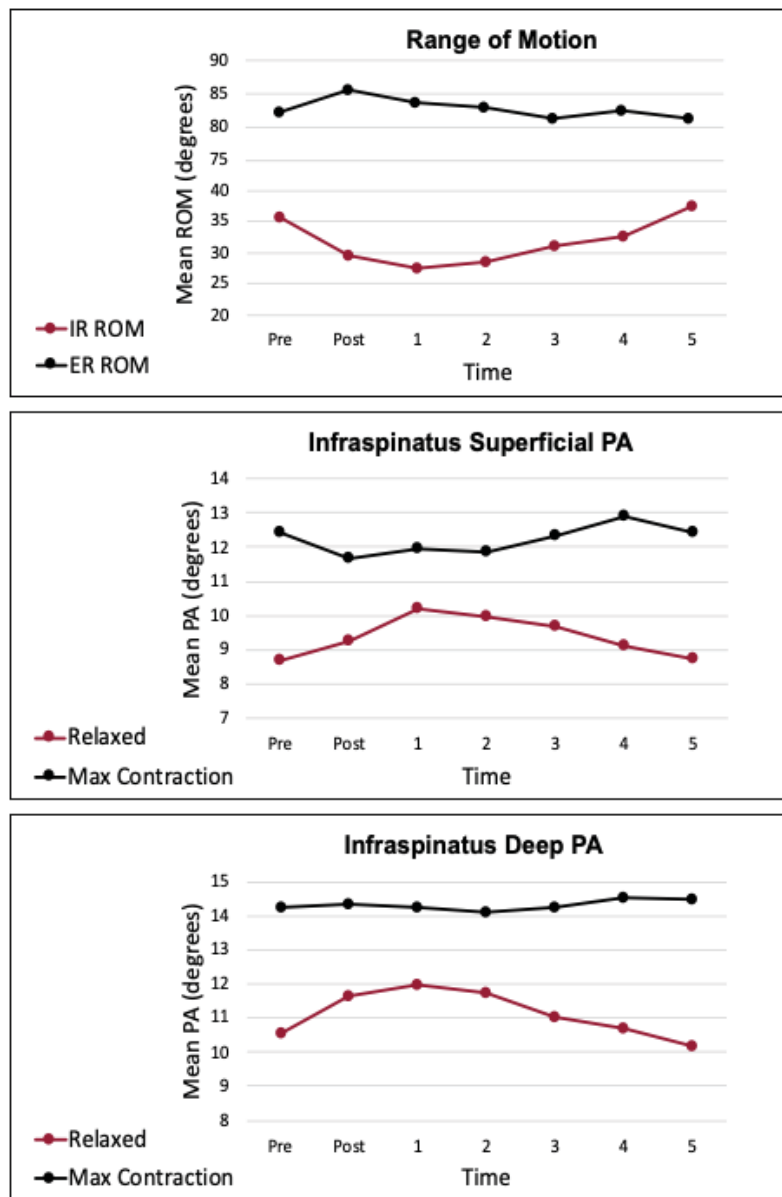 Range of Motion
Mean ROM (degrees)
90
85
80
75
40
35
30
25
20
IR ROM
ER ROM
Pre Post 1 2 3 4 5
Time
Infraspinatus Superficial PA
Mean PA (degrees)
14
13
12
11
10
9
8
7
Relaxed
Max Contraction
Pre Post 1 2 3 4 5
Time
Infraspinatus Deep PA
Mean PA (degrees)
15
14
13
12
11
10
9
8
Relaxed
Max Contraction
Pre Post 1 2 3 4 5
Time